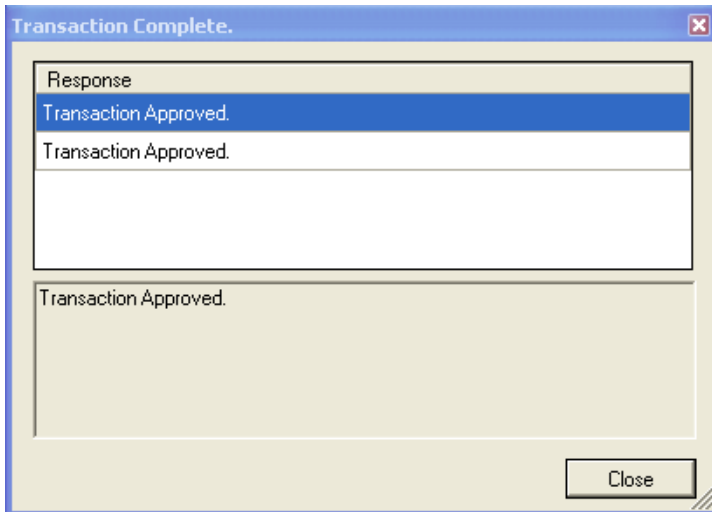 Transaction Complete.
Response
Transaction Approved.
Transaction Approved.
Transaction Approved.
Close